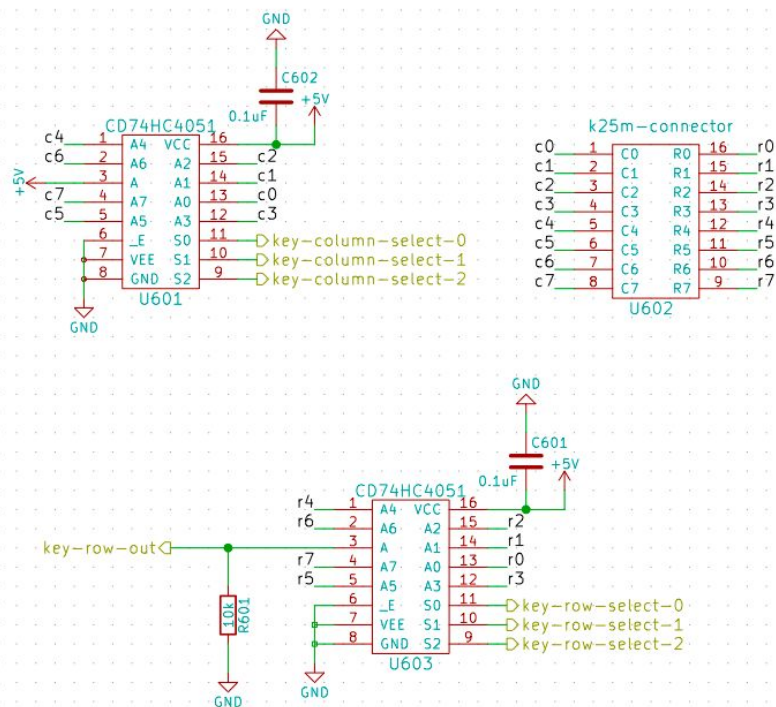 GND
C602
0.1uF
+5V
CD74HC4051
c4 1 A4 VCC 16
c6 2 A6 A2 15 c2
+5V 3 A A1 14 c1
c7 4 A7 A0 13 c0
c5 5 A5 A3 12 c3
6 _E S0 11 key-column-select-0
7 VEE S1 10 key-column-select-1
8 GND S2 9 key-column-select-2
U601
GND
k25m-connector
c0 1 C0 R0 16 r0
c1 2 C1 R1 15 r1
c2 3 C2 R2 14 r2
c3 4 C3 R3 13 r3
c4 5 C4 R4 12 r4
c5 6 C5 R5 11 r5
c6 7 C6 R6 10 r6
c7 8 C7 R7 9 r7
U602
GND
C601
0.1uF
+5V
CD74HC4051
r4 1 A4 VCC 16
r6 2 A6 A2 15 r2
key-row-out 3 A A1 14 r1
r7 4 A7 A0 13 r0
r5 5 A5 A3 12 r3
6 _E S0 11 key-row-select-0
7 VEE S1 10 key-row-select-1
8 GND S2 9 key-row-select-2
U603
10k
R601
GND
GND